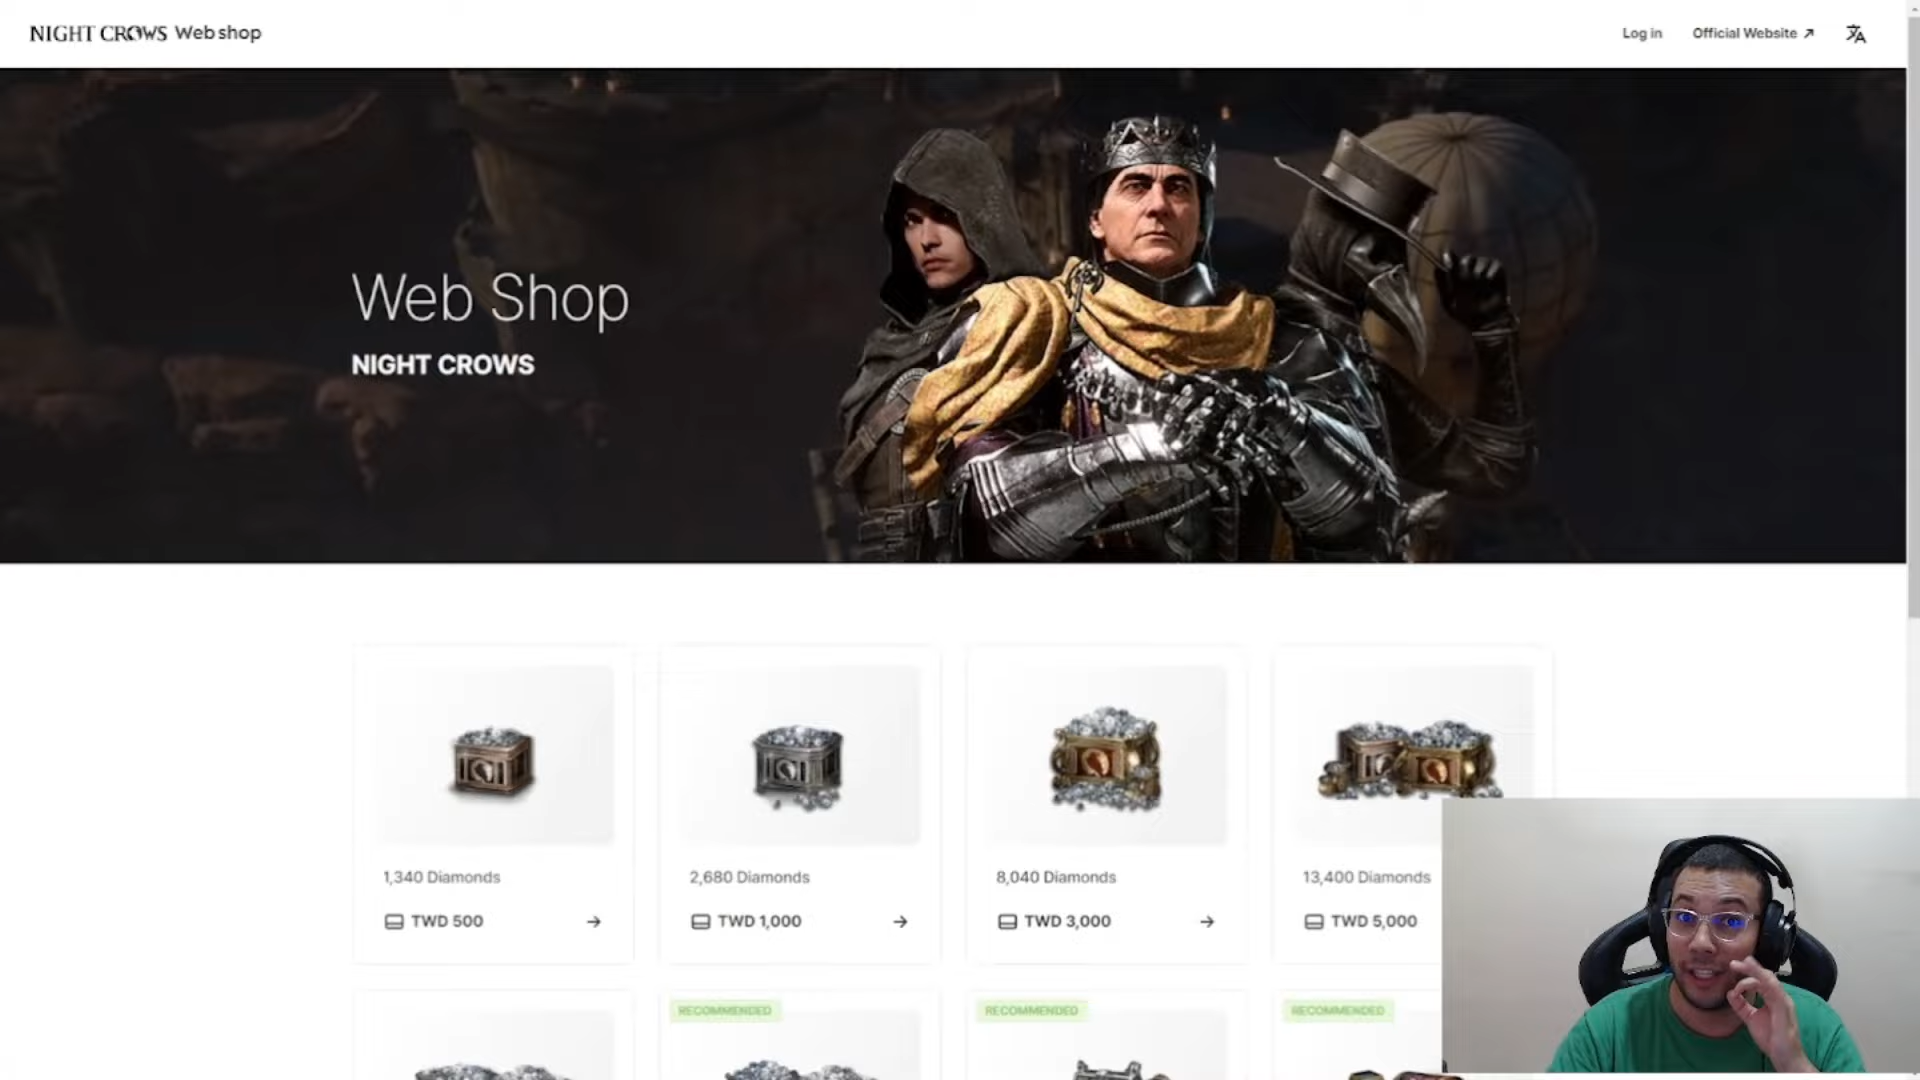 NIGHT CROWS Web shop
Log in
Official Website
Web Shop
NIGHT CROWS
1,340 Diamonds
TWD 500
2,680 Diamonds
TWD 1,000
8,040 Diamonds
TWD 3,000
13,400 Diamonds
TWD 5,000
RECOMMENDED
RECOMMENDED
RECOMMENDED